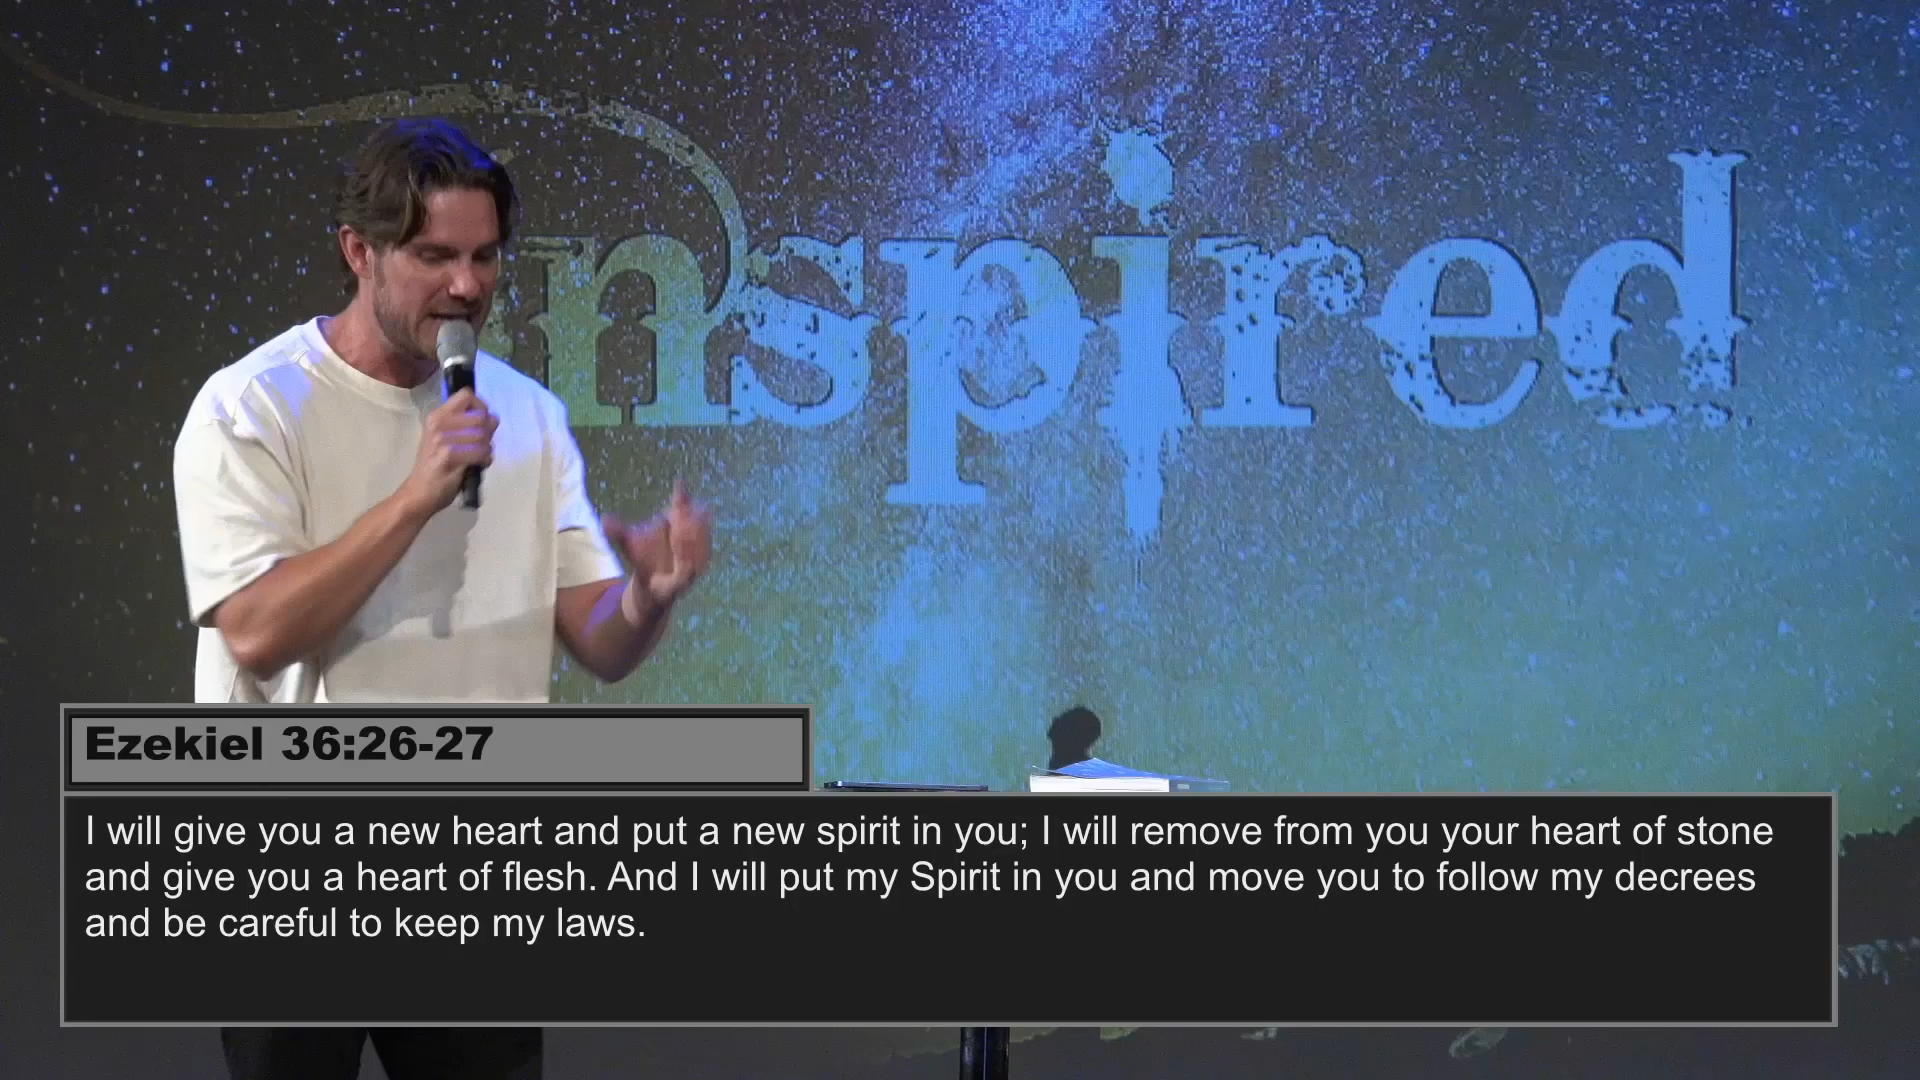 inspired
Ezekiel 36:26-27
I will give you a new heart and put a new spirit in you; I will remove from you your heart of stone
and give you a heart of flesh. And I will put my Spirit in you and move you to follow my decrees
and be careful to keep my laws.